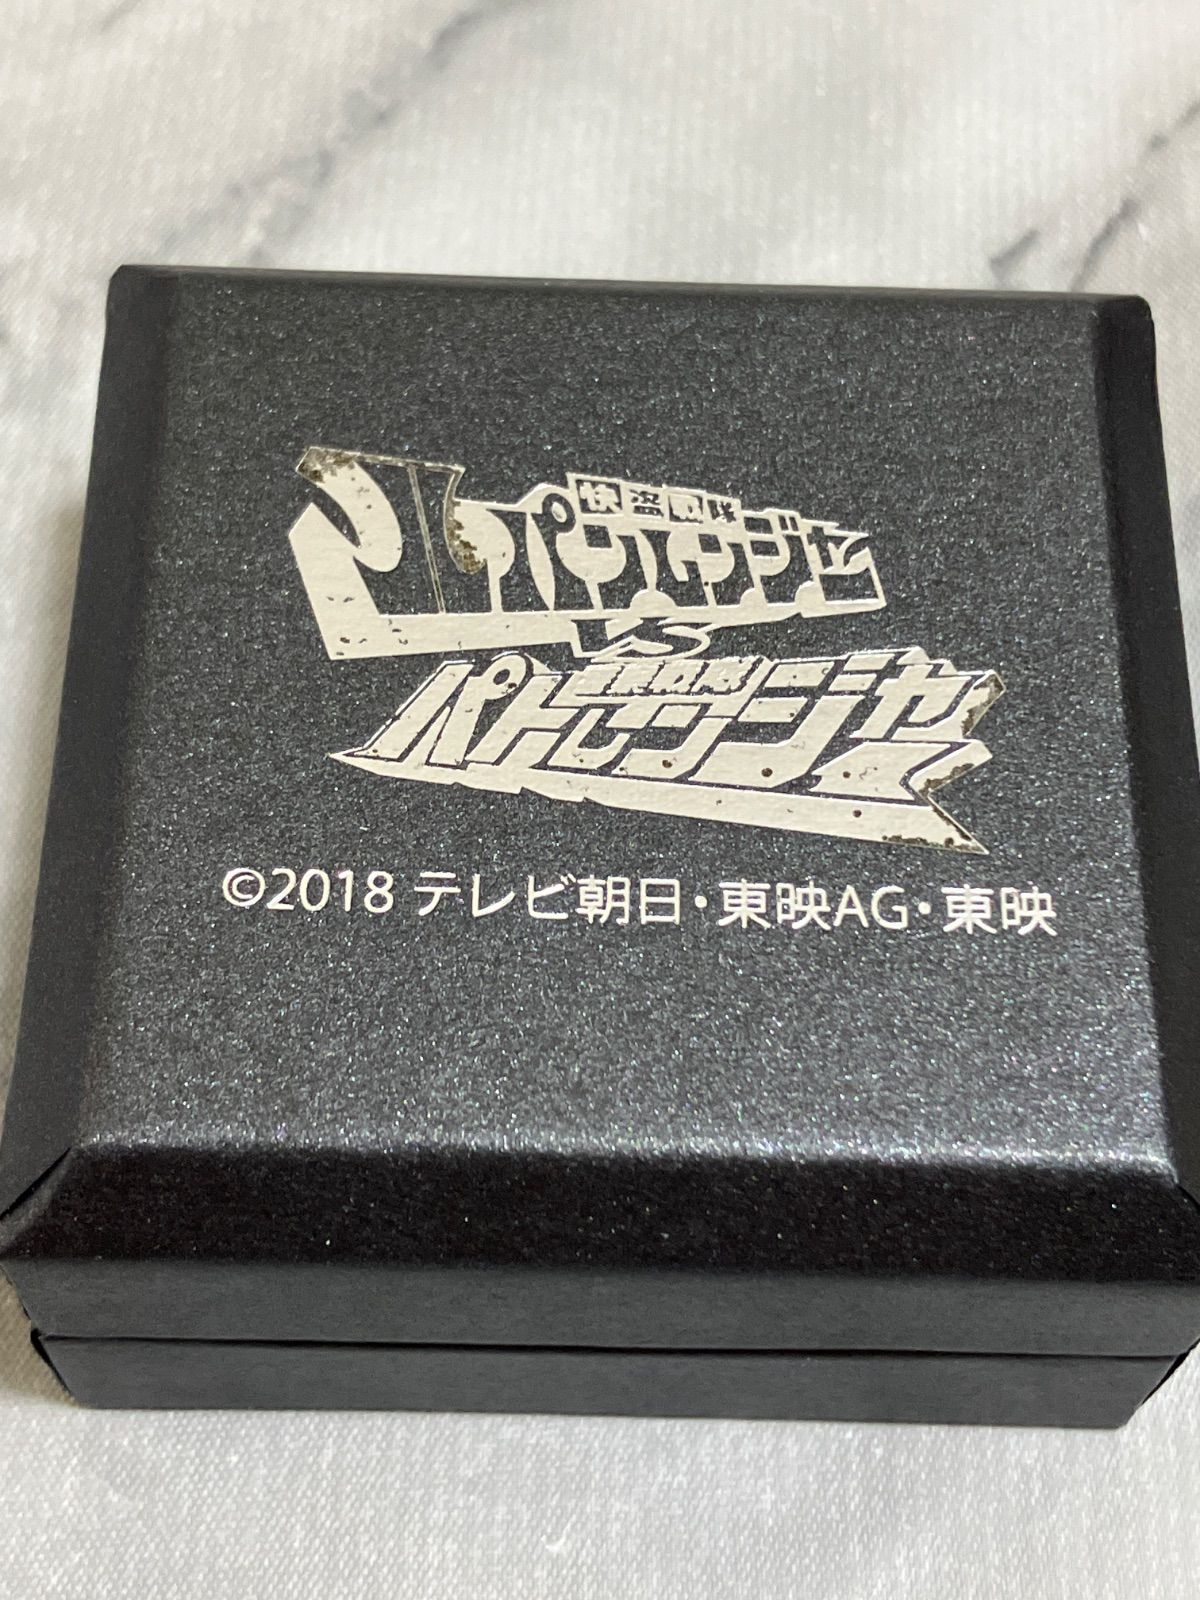 快盗戦隊
ルパンレンジャー
VS
警察戦隊
パトレンジャー
©2018 テレビ朝日・東映AG・東映